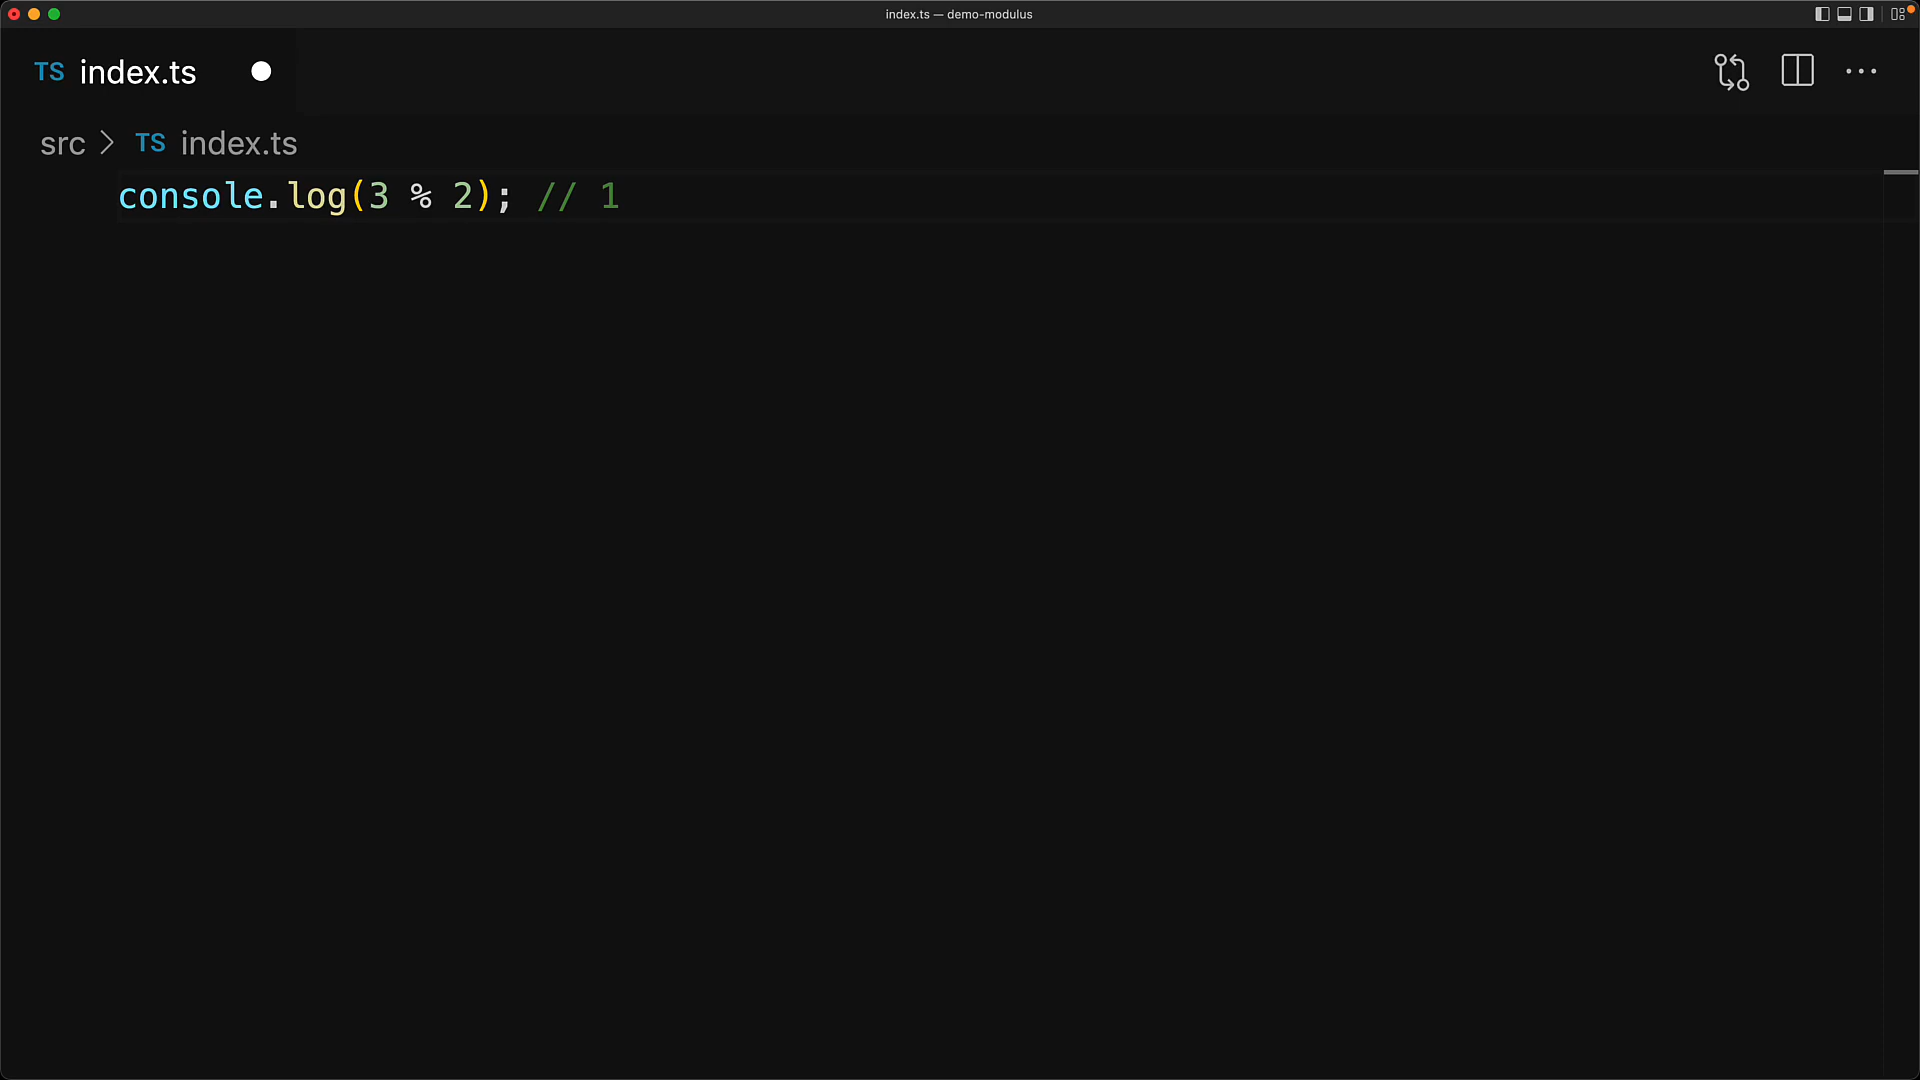 index.ts — demo-modulus
TS index.ts
src > TS index.ts
console.log(3 % 2); // 1